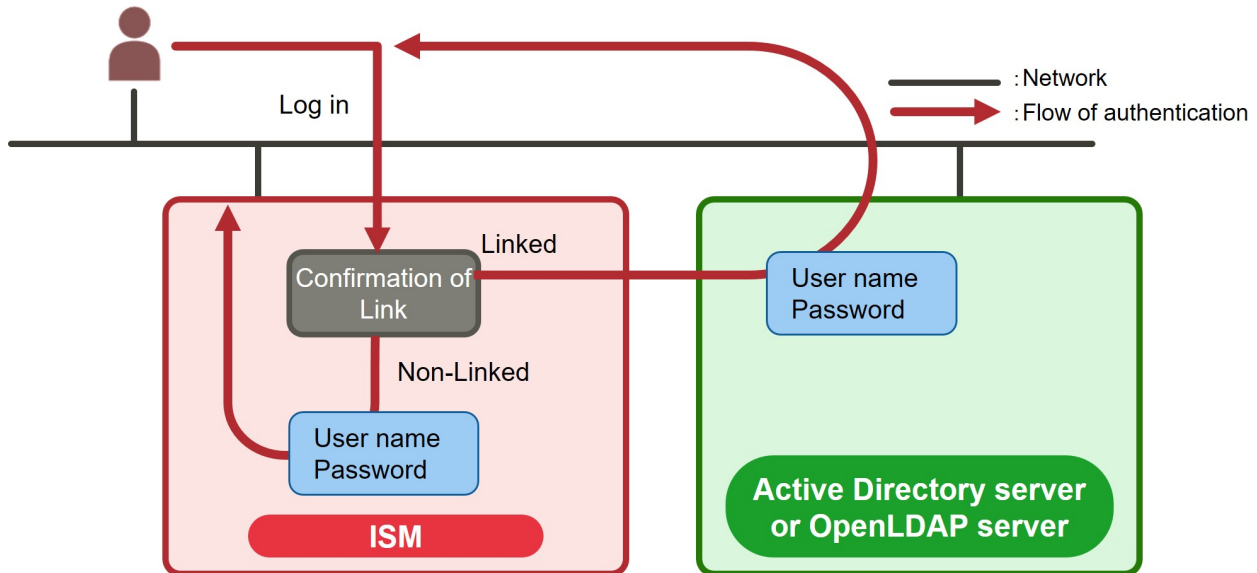 Log in
: Network
: Flow of authentication
Linked
Confirmation of
Link
Non-Linked
User name
Password
ISM
User name
Password
Active Directory server
or OpenLDAP server